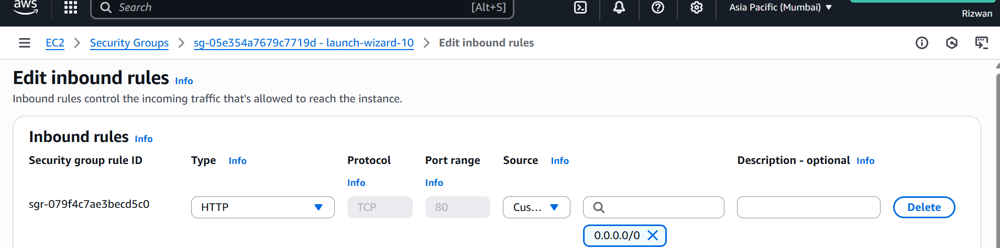 aws
Search [Alt+S] Asia Pacific (Mumbai)
Rizwan
EC2 Security Groups sg-05e354a7679c7719d - launch-wizard-10 Edit inbound rules
Edit inbound rules Info
Inbound rules control the incoming traffic that's allowed to reach the instance.
Inbound rules Info
Security group rule ID Type Info Protocol Port range Source Info Description - optional Info
Info Info
sgr-079f4c7ae3becd5c0 HTTP TCP 80 Cus... Delete
0.0.0.0/0